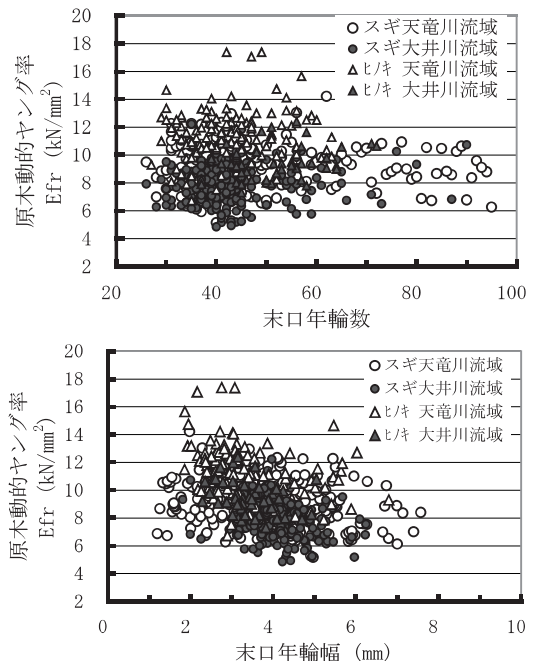 20
18
16
14
12
10
8
6
4
2
原木動的ヤング率
Efr (kN/mm²)
スギ天竜川流域
スギ大井川流域
ﾋﾉｷ 天竜川流域
ﾋﾉｷ 大井川流域
20 40 60 80 100
末口年輪数
20
18
16
14
12
10
8
6
4
2
原木動的ヤング率
Efr (kN/mm²)
スギ天竜川流域
スギ大井川流域
ﾋﾉｷ 天竜川流域
ﾋﾉｷ 大井川流域
0 2 4 6 8 10
末口年輪幅 (mm)